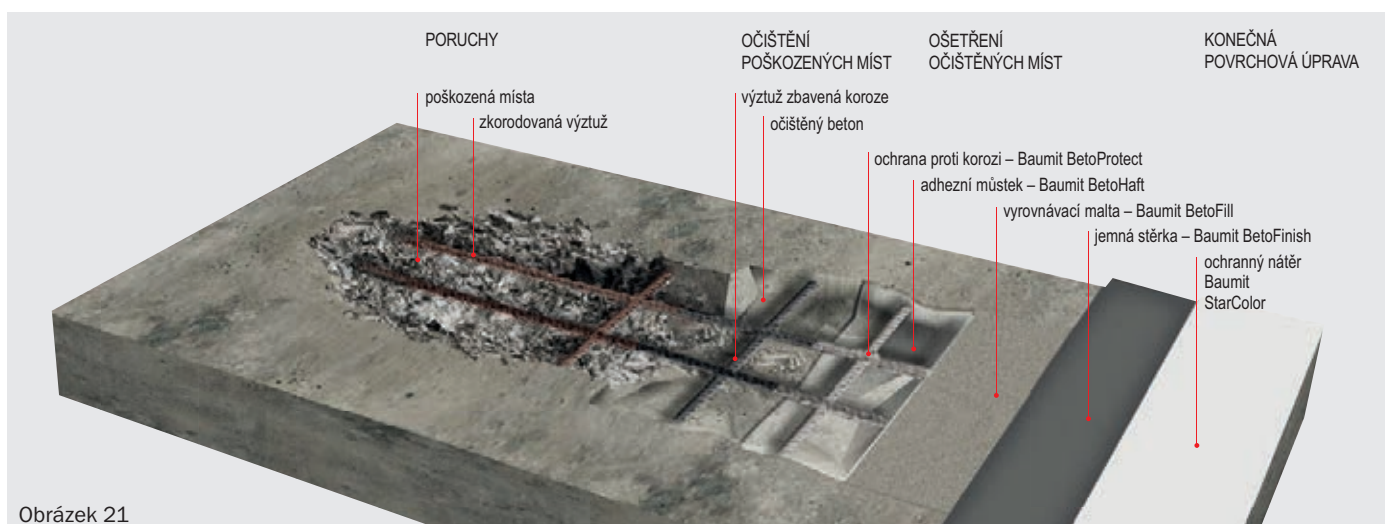 PORUCHY
OČIŠTĚNÍ
POŠKOZENÝCH MÍST
OŠETŘENÍ
OČIŠTĚNÝCH MÍST
KONEČNÁ
POVRCHOVÁ ÚPRAVA
poškozená místa
zkorodovaná výztuž
výztuž zbavená koroze
očištěný beton
ochrana proti korozi – Baumit BetoProtect
adhezní můstek – Baumit BetoHaft
vyrovnávací malta – Baumit BetoFill
jemná stěrka – Baumit BetoFinish
ochranný nátěr
Baumit
StarColor
Obrázek 21